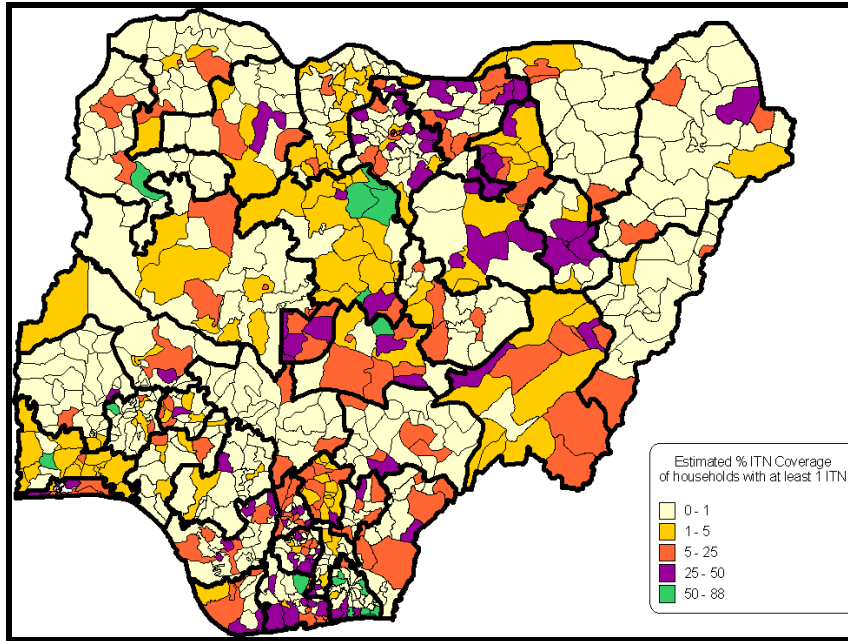 Estimated % ITN Coverage
of households with at least 1 ITN
0 - 1
1 - 5
5 - 25
25 - 50
50 - 88